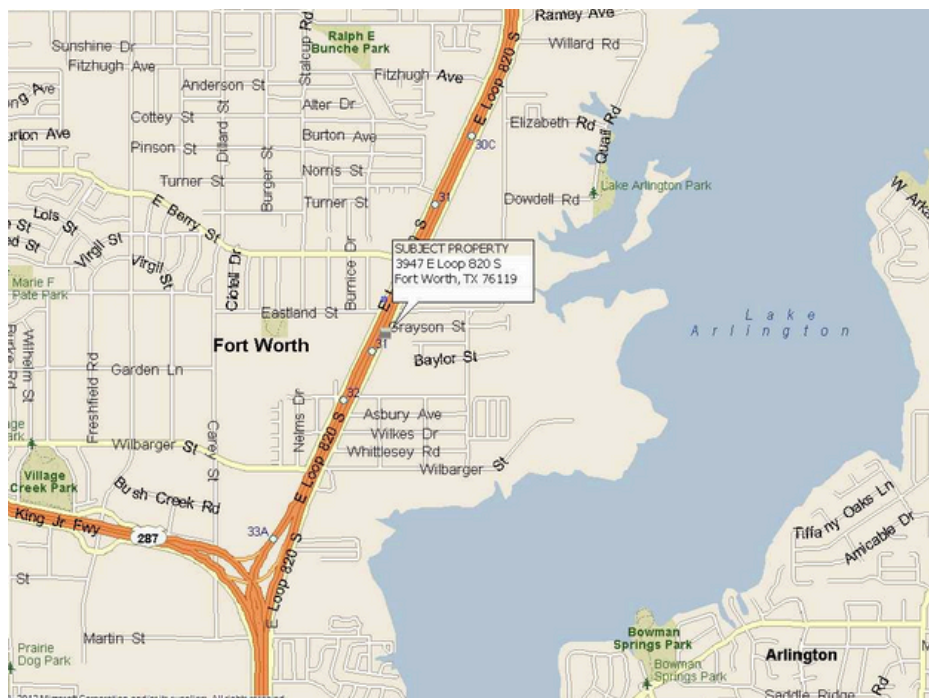 Ramey Ave
Ralph E
Bunche Park
Stalcup Rd
E Loop 820 S
Willard Rd
Sunshine Dr
Fitzhugh Ave
Fitzhugh Ave
Anderson St
Alter Dr
Cottey St
Dillard St
Elizabeth Rd
Quail Rd
Burton Ave
30C
Pinson St
Burger St
Norris St
Turner St
Lake Arlington Park
31
Turner St
Dowdell Rd
E Berry St
Lois St
Virgil St
Virgil St
Burnice Dr
SUBJECT PROPERTY
3947 E Loop 820 S
Fort Worth, TX 76119
Marie F
Pate Park
Eastland St
Lake
Arlington
Grayson St
Wilhelm St
Fort Worth
31
Baylor St
Freshfield Rd
Garden Ln
32
Nelms Dr
Asbury Ave
Carey St
Wilkes Dr
E Loop 820 S
Wilbarger St
Whittlesey Rd
Wilbarger St
Village
Creek Park
Bush Creek Rd
King Jr Fwy
287
33A
Tiffany Oaks Ln
Amicable Dr
E Loop 820 S
St
Martin St
Prairie
Dog Park
Bowman
Springs Park
Arlington
Bowman
Springs Park
Saddle Ridge
Rd